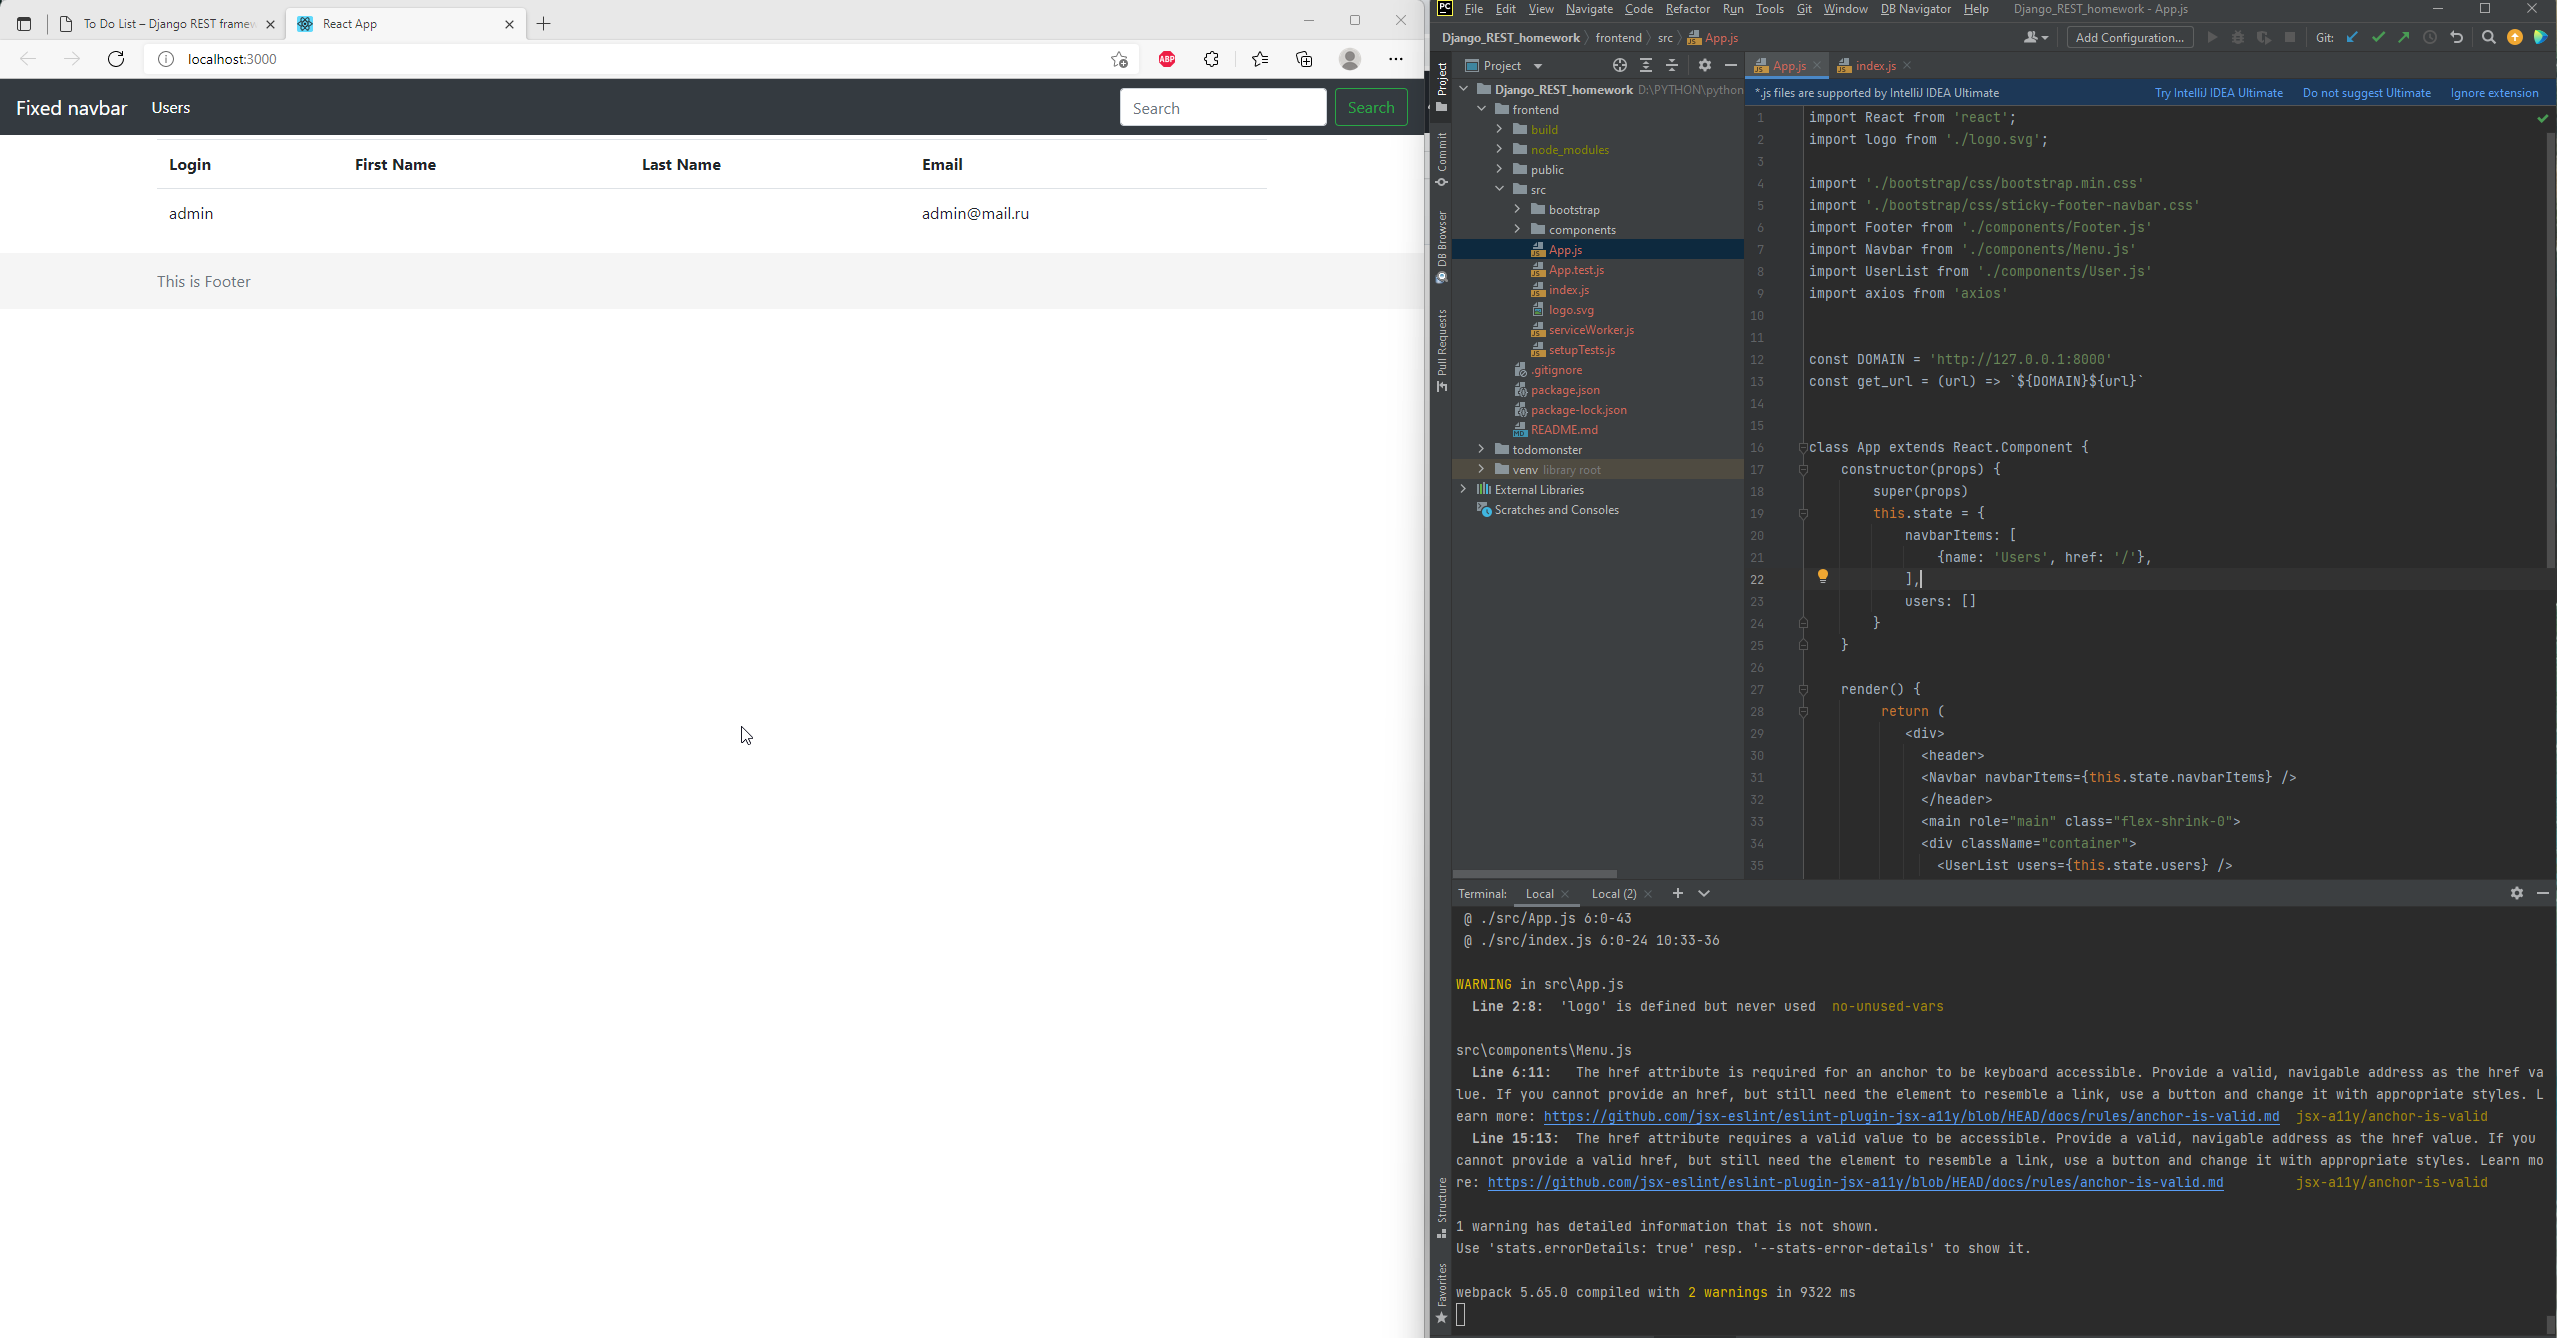 To Do List – Django REST framew
React App
localhost:3000
ABP
Fixed navbar
Users
Search
Search
Login First Name Last Name Email
admin admin@mail.ru
This is Footer
PC File Edit View Navigate Code Refactor Run Tools Git Window DB Navigator Help Django_REST_homework - App.js
Django_REST_homework frontend src App.js
Add Configuration...
Git:
Project
App.js
index.js
*.js files are supported by IntelliJ IDEA Ultimate
Try IntelliJ IDEA Ultimate Do not suggest Ultimate Ignore extension
Project
Commit
DB Browser
Pull Requests
Structure
Favorites
Django_REST_homework D:\PYTHON\python
frontend
build
node_modules
public
src
bootstrap
components
App.js
App.test.js
index.js
logo.svg
serviceWorker.js
setupTests.js
.gitignore
package.json
package-lock.json
README.md
todomonster
venv library root
External Libraries
Scratches and Consoles
1 import React from 'react';
2 import logo from './logo.svg';
3
4 import './bootstrap/css/bootstrap.min.css'
5 import './bootstrap/css/sticky-footer-navbar.css'
6 import Footer from './components/Footer.js'
7 import Navbar from './components/Menu.js'
8 import UserList from './components/User.js'
9 import axios from 'axios'
10
11
12 const DOMAIN = 'http://127.0.0.1:8000'
13 const get_url = (url) => `${DOMAIN}${url}`
14
15
16 class App extends React.Component {
17 constructor(props) {
18 super(props)
19 this.state = {
20 navbarItems: [
21 {name: 'Users', href: '/'},
22 ],
23 users: []
24 }
25 }
26
27 render() {
28 return (
29 <div>
30 <header>
31 <Navbar navbarItems={this.state.navbarItems} />
32 </header>
33 <main role="main" class="flex-shrink-0">
34 <div className="container">
35 <UserList users={this.state.users} />
Terminal: Local Local (2)
@ ./src/App.js 6:0-43
@ ./src/index.js 6:0-24 10:33-36
WARNING in src\App.js
Line 2:8: 'logo' is defined but never used no-unused-vars
src\components\Menu.js
Line 6:11: The href attribute is required for an anchor to be keyboard accessible. Provide a valid, navigable address as the href va
lue. If you cannot provide an href, but still need the element to resemble a link, use a button and change it with appropriate styles. L
earn more: https://github.com/jsx-eslint/eslint-plugin-jsx-a11y/blob/HEAD/docs/rules/anchor-is-valid.md jsx-a11y/anchor-is-valid
Line 15:13: The href attribute requires a valid value to be accessible. Provide a valid, navigable address as the href value. If you
cannot provide a valid href, but still need the element to resemble a link, use a button and change it with appropriate styles. Learn mo
re: https://github.com/jsx-eslint/eslint-plugin-jsx-a11y/blob/HEAD/docs/rules/anchor-is-valid.md jsx-a11y/anchor-is-valid
1 warning has detailed information that is not shown.
Use 'stats.errorDetails: true' resp. '--stats-error-details' to show it.
webpack 5.65.0 compiled with 2 warnings in 9322 ms